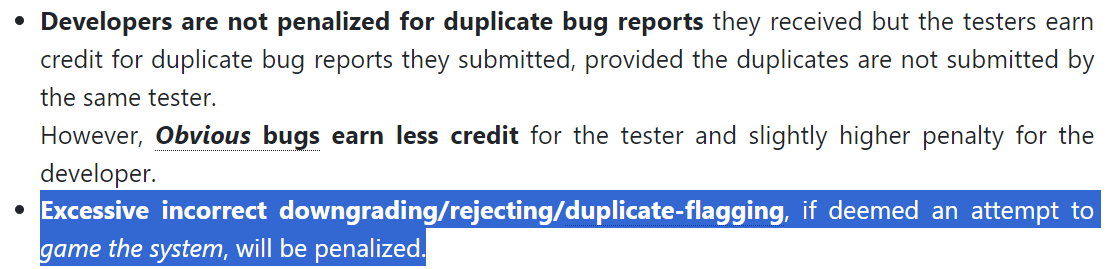 • Developers are not penalized for duplicate bug reports they received but the testers earn
credit for duplicate bug reports they submitted, provided the duplicates are not submitted by
the same tester.
However, Obvious bugs earn less credit for the tester and slightly higher penalty for the
developer.
• Excessive incorrect downgrading/rejecting/duplicate-flagging, if deemed an attempt to
game the system, will be penalized.